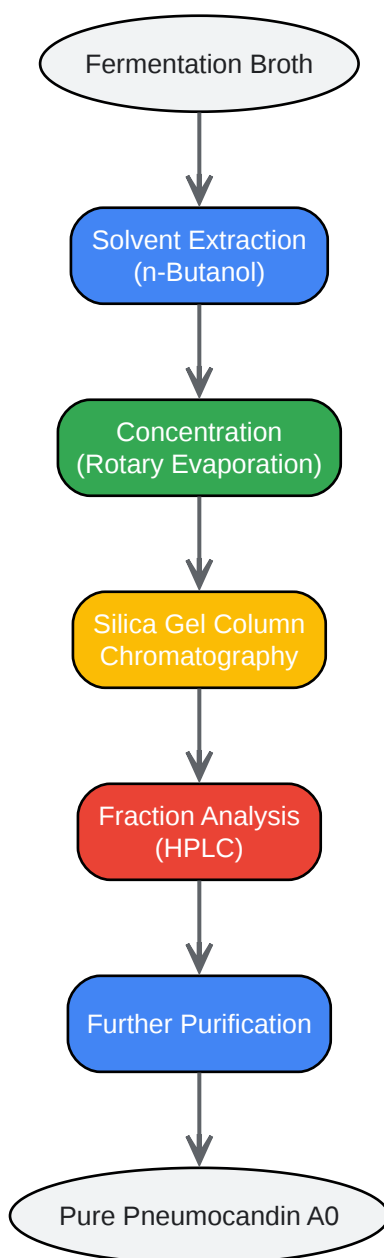 Fermentation Broth
Solvent Extraction
(n-Butanol)
Concentration
(Rotary Evaporation)
Silica Gel Column
Chromatography
Fraction Analysis
(HPLC)
Further Purification
Pure Pneumocandin A0